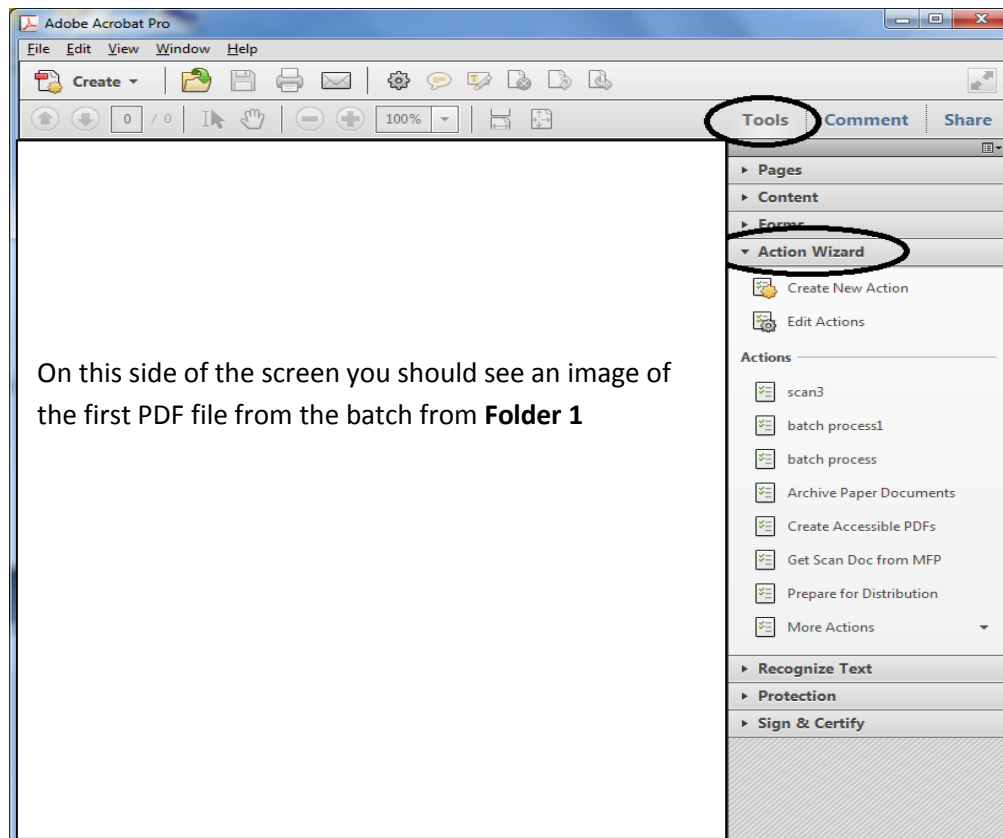 Adobe Acrobat Pro
File Edit View Window Help
Create
0 / 0 100% Tools Comment Share
Pages
Content
Forms
Action Wizard
Create New Action
Edit Actions
Actions
scan3
batch process1
batch process
Archive Paper Documents
Create Accessible PDFs
Get Scan Doc from MFP
Prepare for Distribution
More Actions
Recognize Text
Protection
Sign & Certify
On this side of the screen you should see an image of
the first PDF file from the batch from Folder 1